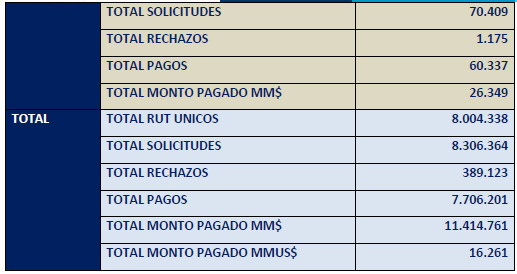 TOTAL SOLICITUDES 70.409
TOTAL RECHAZOS 1.175
TOTAL PAGOS 60.337
TOTAL MONTO PAGADO MM$ 26.349
TOTAL TOTAL RUT UNICOS 8.004.338
TOTAL SOLICITUDES 8.306.364
TOTAL RECHAZOS 389.123
TOTAL PAGOS 7.706.201
TOTAL MONTO PAGADO MM$ 11.414.761
TOTAL MONTO PAGADO MMUS$ 16.261